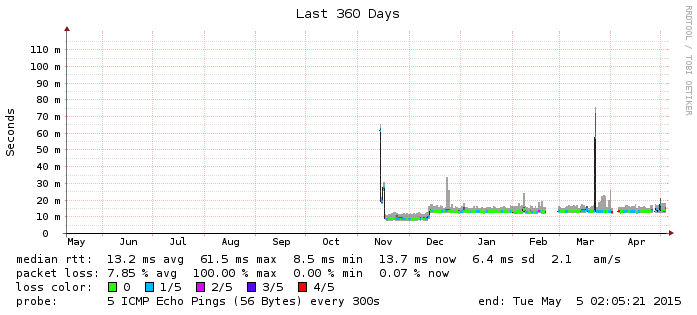 Last 360 Days
RRDTOOL / TOBI OETIKER
Seconds
110 m
100 m
90 m
80 m
70 m
60 m
50 m
40 m
30 m
20 m
10 m
0
May Jun Jul Aug Sep Oct Nov Dec Jan Feb Mar Apr
median rtt: 13.2 ms avg 61.5 ms max 8.5 ms min 13.7 ms now 6.4 ms sd 2.1 am/s
packet loss: 7.85 % avg 100.00 % max 0.00 % min 0.07 % now
loss color: 0 1/5 2/5 3/5 4/5
probe: 5 ICMP Echo Pings (56 Bytes) every 300s end: Tue May 5 02:05:21 2015